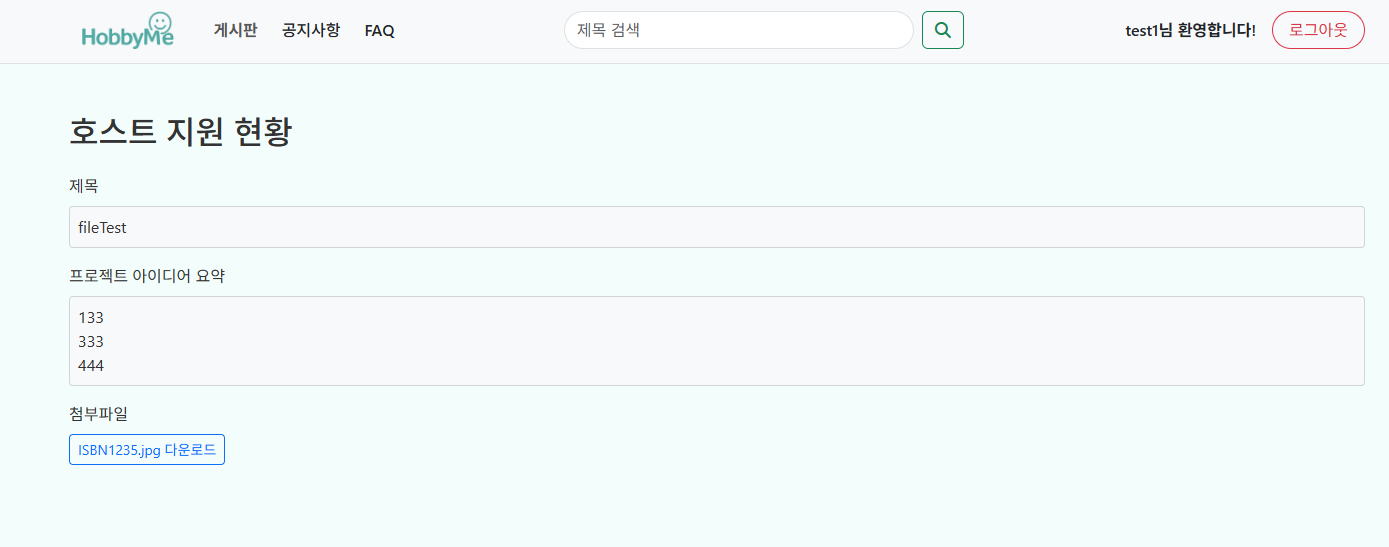 HobbyMe 게시판 공지사항 FAQ 제목 검색 test1님 환영합니다! 로그아웃
호스트 지원 현황
제목
fileTest
프로젝트 아이디어 요약
133
333
444
첨부파일
ISBN1235.jpg 다운로드